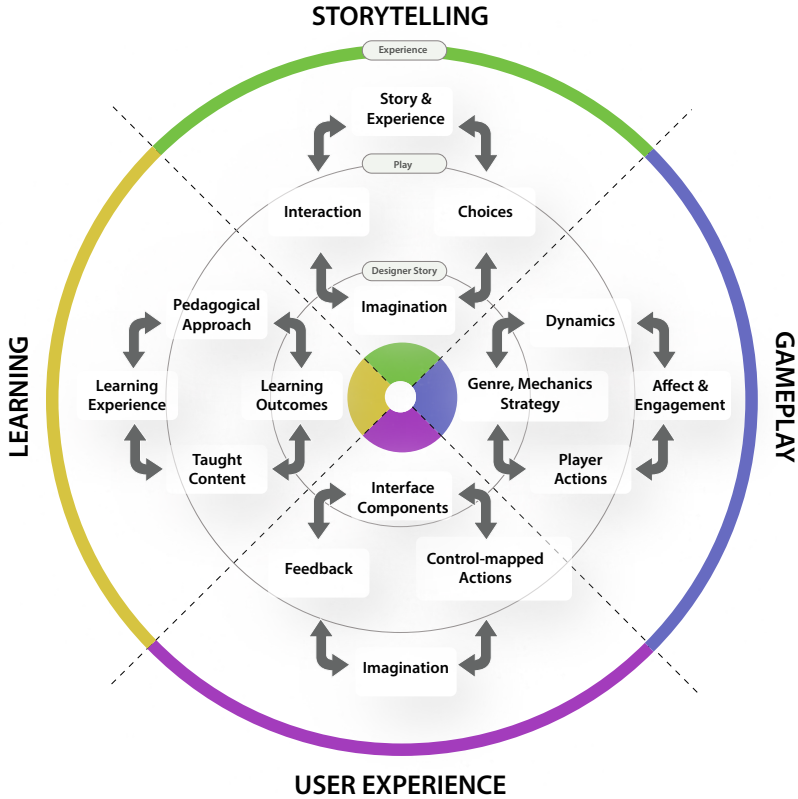 STORYTELLING
Experience
Story &
Experience
Play
Interaction
Choices
Designer Story
Imagination
Pedagogical
Approach
Dynamics
LEARNING
Learning
Experience
Learning
Outcomes
Genre, Mechanics
Strategy
Affect &
Engagement
GAMEPLAY
Taught
Content
Player
Actions
Interface
Components
Feedback
Control-mapped
Actions
Imagination
USER EXPERIENCE